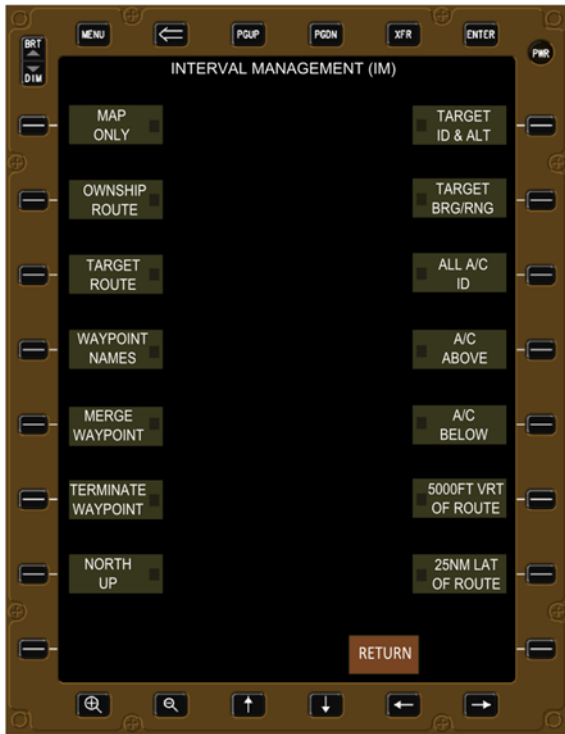 MENU PGUP PGDN XFR ENTER
BRT
DIM
PWR
INTERVAL MANAGEMENT (IM)
MAP
ONLY
TARGET
ID & ALT
OWNSHIP
ROUTE
TARGET
BRG/RNG
TARGET
ROUTE
ALL A/C
ID
WAYPOINT
NAMES
A/C
ABOVE
MERGE
WAYPOINT
A/C
BELOW
TERMINATE
WAYPOINT
5000FT VRT
OF ROUTE
NORTH
UP
25NM LAT
OF ROUTE
RETURN